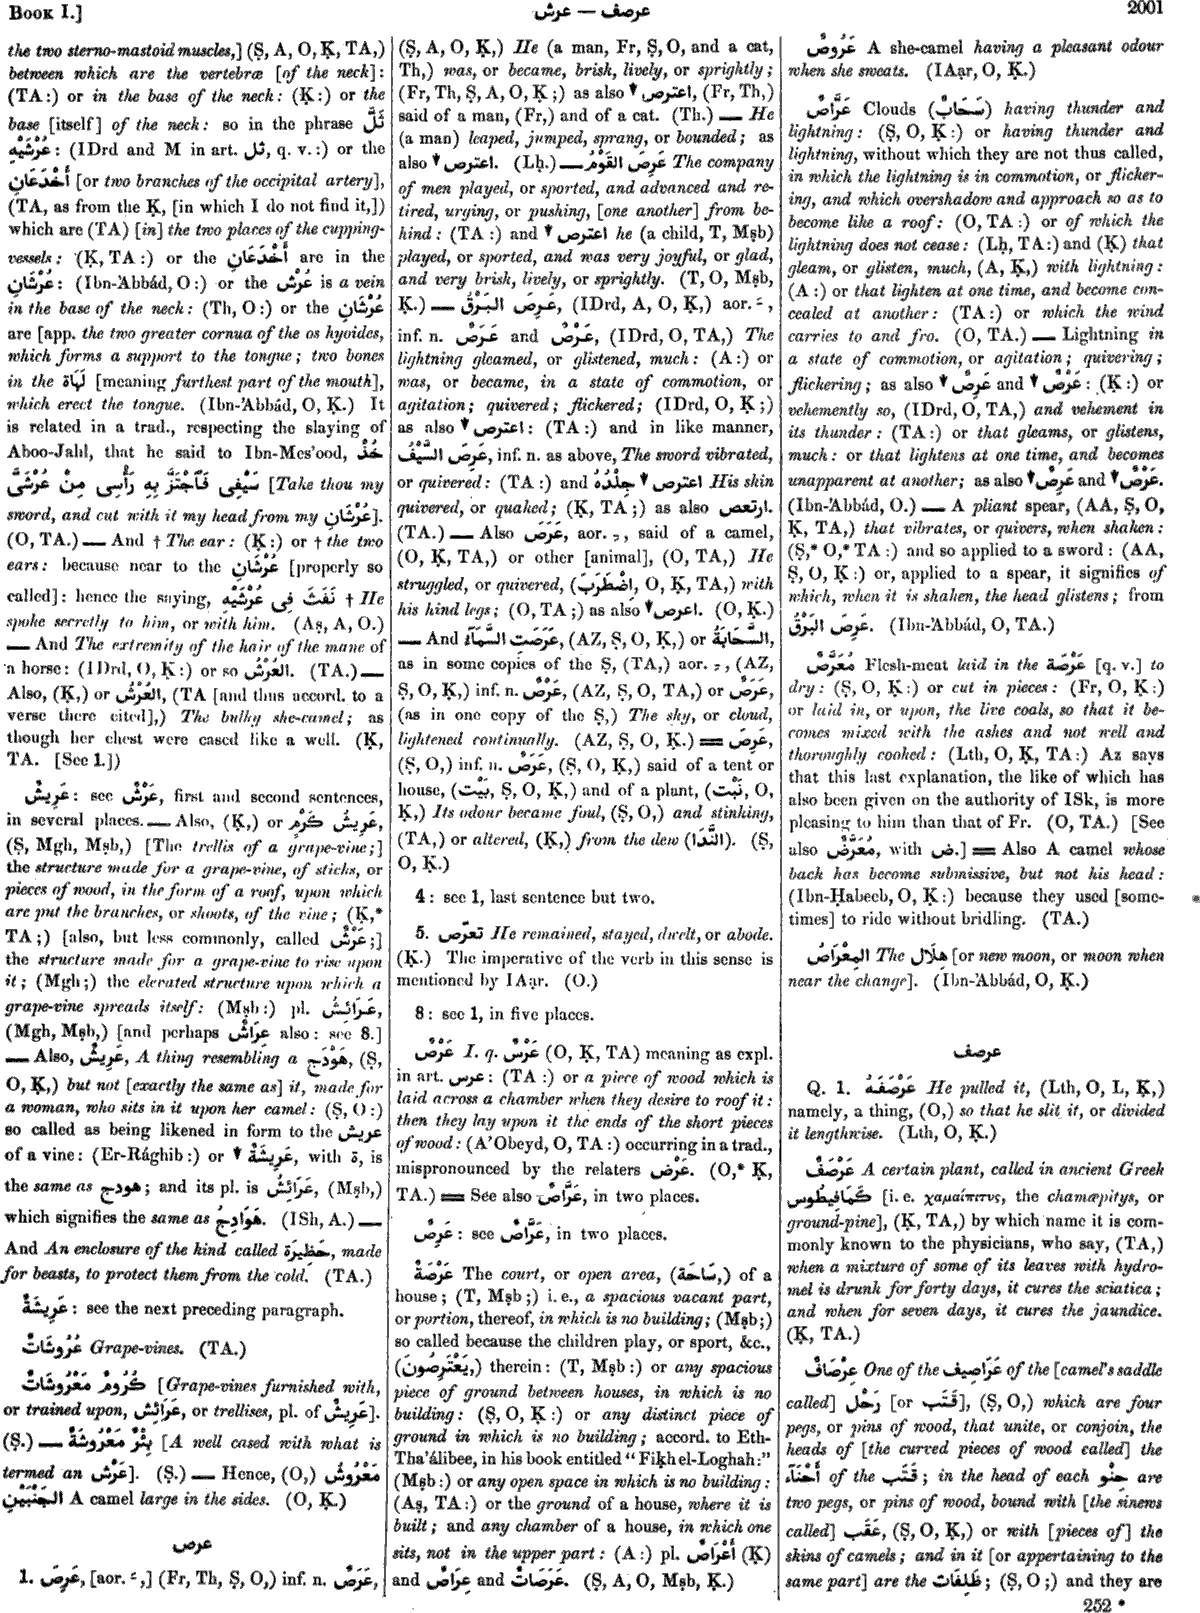 BOOK I.]
عرش — عرصف
2001
the two sterno-mastoid muscles,] (Ṣ, A, O, Ḳ, TA,)
between which are the vertebræ [of the neck]:
(TA:) or in the base of the neck: (Ḳ:) or the
base [itself] of the neck: so in the phrase ثَلَّ
عُرْشَيْهِ: (IDrd and M in art. ثل, q. v.:) or the
أَخْدَعَانِ [or two branches of the occipital artery],
(TA, as from the Ḳ, [in which I do not find it,])
which are (TA) [in] the two places of the cupping-
vessels: (Ḳ, TA:) or the أَخْدَعَانِ are in the
عُرْشَانِ: (Ibn-'Abbád, O:) or the عُرْش is a vein
in the base of the neck: (Th, O:) or the عُرْشَانِ
are [app. the two greater cornua of the os hyoides,
which forms a support to the tongue; two bones
in the لَهَاة [meaning furthest part of the mouth],
which erect the tongue. (Ibn-'Abbád, O, Ḳ.) It
is related in a trad., respecting the slaying of
Aboo-Jahl, that he said to Ibn-Mes'ood, خُذْ
سَيْفِى فَٱجْتَزَّ بِهِ رَأْسِى مِنْ عُرْشَىَّ [Take thou my
sword, and cut with it my head from my عُرْشَانِ].
(O, TA.) — And † The ear: (Ḳ:) or † the two
ears: because near to the عُرْشَانِ [properly so
called]: hence the saying, نَفَثَ فِى عُرْشَيْهِ † He
spoke secretly to him, or with him. (Aṣ, A, O.)
— And The extremity of the hair of the mane of
a horse: (IDrd, O, Ḳ:) or so العُرْشُ. (TA.) —
Also, (Ḳ,) or العُرْشُ, (TA [and thus accord. to a
verse there cited],) The bulky she-camel; as
though her chest were cased like a well. (Ḳ,
TA. [See 1.])
عَرِيشٌ: see عَرْشٌ, first and second sentences,
in several places. — Also, (Ḳ,) or عَرِيشُ كَرْمٍ,
(Ṣ, Mgh, Mṣb,) [The trellis of a grape-vine;]
the structure made for a grape-vine, of sticks, or
pieces of wood, in the form of a roof, upon which
are put the branches, or shoots, of the vine; (Ḳ,*
TA;) [also, but less commonly, called عَرْشٌ;]
the structure made for a grape-vine to rise upon
it; (Mgh;) the elevated structure upon which a
grape-vine spreads itself: (Mṣb:) pl. عَرَائِشُ,
(Mgh, Mṣb,) [and perhaps عِرَاشٌ also: see 8.]
— Also, عَرِيشٌ, A thing resembling a هَوْدَج, (Ṣ,
O, Ḳ,) but not [exactly the same as] it, made for
a woman, who sits in it upon her camel: (Ṣ, O:)
so called as being likened in form to the عريش
of a vine: (Er-Rághib:) or ▼ عَرِيشَةٌ, with ة, is
the same as هودج; and its pl. is عَرَائِشُ, (Mṣb,)
which signifies the same as هَوَادِجُ. (ISh, A.) —
And An enclosure of the kind called حَظِيرَة, made
for beasts, to protect them from the cold. (TA.)
عَرِيشَةٌ: see the next preceding paragraph.
عُرُوشَاتٌ Grape-vines. (TA.)
كُرُومٌ مَعْرُوشَاتٌ [Grape-vines furnished with,
or trained upon, عَرَائِش, or trellises, pl. of عَرِيشٌ].
(Ṣ.) — بِئْرٌ مَعْرُوشَةٌ [A well cased with what is
termed an عَرْش]. (Ṣ.) — Hence, (O,) مَعْرُوشُ
الجَنْبَيْنِ A camel large in the sides. (O, Ḳ.)
عرص
1. عَرِصَ, [aor. ـَ,] (Fr, Th, Ṣ, O,) inf. n. عَرَصٌ,
(Ṣ, A, O, Ḳ,) He (a man, Fr, Ṣ, O, and a cat,
Th,) was, or became, brisk, lively, or sprightly;
(Fr, Th, Ṣ, A, O, Ḳ;) as also ▼ اعترص, (Fr, Th,)
said of a man, (Fr,) and of a cat. (Th.) — He
(a man) leaped, jumped, sprang, or bounded; as
also ▼ اعترص. (Lḥ.) — عَرِصَ القَوْمُ The company
of men played, or sported, and advanced and re-
tired, urging, or pushing, [one another] from be-
hind: (TA:) and ▼ اعترص he (a child, T, Mṣb)
played, or sported, and was very joyful, or glad,
and very brisk, lively, or sprightly. (T, O, Mṣb,
Ḳ.) — عَرِصَ البَرْقُ, (IDrd, A, O, Ḳ,) aor. ـَ,
inf. n. عَرَصٌ and عَرْصٌ, (IDrd, O, TA,) The
lightning gleamed, or glistened, much: (A:) or
was, or became, in a state of commotion, or
agitation; quivered; flickered; (IDrd, O, Ḳ;)
as also ▼ اعترص: (TA:) and in like manner,
عَرِصَ السَّيْفُ, inf. n. as above, The sword vibrated,
or quivered: (TA:) and اعترص ▼ جِلْدُهُ His skin
quivered, or quaked; (Ḳ, TA;) as also ارتعص.
(TA.) — Also عَرَصَ, aor. ـِ, said of a camel,
(O, Ḳ, TA,) or other [animal], (O, TA,) He
struggled, or quivered, (اِضْطَرَبَ, O, Ḳ, TA,) with
his hind legs; (O, TA;) as also ▼ اعرص. (O, Ḳ.)
— And عَرَصَتِ السَّمَآءُ, (AZ, Ṣ, O, Ḳ,) or السَّحَابَةُ,
as in some copies of the Ṣ, (TA,) aor. ـِ, (AZ,
Ṣ, O, Ḳ,) inf. n. عَرْصٌ, (AZ, Ṣ, O, TA,) or عَرَصٌ,
(as in one copy of the Ṣ,) The sky, or cloud,
lightened continually. (AZ, Ṣ, O, Ḳ.) = عَرِصَ,
(Ṣ, O,) inf. n. عَرَصٌ, (Ṣ, O, Ḳ,) said of a tent or
house, (بَيْت, Ṣ, O, Ḳ,) and of a plant, (نَبْت, O,
Ḳ,) Its odour became foul, (Ṣ, O,) and stinking,
(TA,) or altered, (Ḳ,) from the dew (النَّدَا). (Ṣ,
O, Ḳ.)
4: see 1, last sentence but two.
5. تعرّص He remained, stayed, dwelt, or abode.
(Ḳ.) The imperative of the verb in this sense is
mentioned by IAạr. (O.)
8: see 1, in five places.
عَرْصٌ I. q. عَرْسٌ (O, Ḳ, TA) meaning as expl.
in art. عرس: (TA:) or a piece of wood which is
laid across a chamber when they desire to roof it:
then they lay upon it the ends of the short pieces
of wood: (A'Obeyd, O, TA:) occurring in a trad.,
mispronounced by the relaters عَرْض. (O,* Ḳ,
TA.) = See also عَرَّاصٌ, in two places.
عَرِصٌ: see عَرَّاصٌ, in two places.
عَرْصَةٌ The court, or open area, (سَاحَة,) of a
house; (T, Mṣb;) i. e., a spacious vacant part,
or portion, thereof, in which is no building; (Mṣb;)
so called because the children play, or sport, &c.,
(يَعْتَرِصُونَ,) therein: (T, Mṣb:) or any spacious
piece of ground between houses, in which is no
building: (Ṣ, O, Ḳ:) or any distinct piece of
ground in which is no building; accord. to Eth-
Tha'álibee, in his book entitled "Fiḳh el-Loghah:"
(Mṣb:) or any open space in which is no building:
(Aṣ, TA:) or the ground of a house, where it is
built; and any chamber of a house, in which one
sits, not in the upper part: (A:) pl. أَعْرَاصٌ (Ḳ)
and عِرَاصٌ and عَرَصَاتٌ. (Ṣ, A, O, Mṣb, Ḳ.)
عَرُوصٌ A she-camel having a pleasant odour
when she sweats. (IAạr, O, Ḳ.)
عَرَّاصٌ Clouds (سَحَابٌ) having thunder and
lightning: (Ṣ, O, Ḳ:) or having thunder and
lightning, without which they are not thus called,
in which the lightning is in commotion, or flicker-
ing, and which overshadow and approach so as to
become like a roof: (O, TA:) or of which the
lightning does not cease: (Lḥ, TA:) and (Ḳ) that
gleam, or glisten, much, (A, Ḳ,) with lightning:
(A:) or that lighten at one time, and become con-
cealed at another: (TA:) or which the wind
carries to and fro. (O, TA.) — Lightning in
a state of commotion, or agitation; quivering;
flickering; as also ▼ عَرِصٌ and ▼ عَرْصٌ: (Ḳ:) or
vehemently so, (IDrd, O, TA,) and vehement in
its thunder: (TA:) or that gleams, or glistens,
much: or that lightens at one time, and becomes
unapparent at another; as also ▼ عَرِصٌ and ▼ عَرْصٌ.
(Ibn-'Abbád, O.) — A pliant spear, (AA, Ṣ, O,
Ḳ, TA,) that vibrates, or quivers, when shaken:
(Ṣ,* O,* TA:) and so applied to a sword: (AA,
Ṣ, O, Ḳ:) or, applied to a spear, it signifies of
which, when it is shaken, the head glistens; from
عَرِصَ البَرْقُ. (Ibn-'Abbád, O, TA.)
مُعَرَّصٌ Flesh-meat laid in the عَرْصَة [q. v.] to
dry: (Ṣ, O, Ḳ:) or cut in pieces: (Fr, O, Ḳ:)
or laid in, or upon, the live coals, so that it be-
comes mixed with the ashes and not well and
thoroughly cooked: (Lth, O, Ḳ, TA:) Az says
that this last explanation, the like of which has
also been given on the authority of ISk, is more
pleasing to him than that of Fr. (O, TA.) [See
also مُعَرَّضٌ, with ض.] = Also A camel whose
back has become submissive, but not his head:
(Ibn-Ḥabeeb, O, Ḳ:) because they used [some-
times] to ride without bridling. (TA.)
المِعْرَاصُ The هِلَال [or new moon, or moon when
near the change]. (Ibn-'Abbád, O, Ḳ.)
عرصف
Q. 1. عَرْصَفَهُ He pulled it, (Lth, O, L, Ḳ,)
namely, a thing, (O,) so that he slit it, or divided
it lengthwise. (Lth, O, Ḳ.)
عَرْصَفٌ A certain plant, called in ancient Greek
كَمَافِيطُوس [i. e. χαμαίπιτυς, the chamæpitys, or
ground-pine], (Ḳ, TA,) by which name it is com-
monly known to the physicians, who say, (TA,)
when a mixture of some of its leaves with hydro-
mel is drunk for forty days, it cures the sciatica;
and when for seven days, it cures the jaundice.
(Ḳ, TA.)
عِرْصَافٌ One of the عَرَاصِيف of the [camel's saddle
called] رَحْل [or قَتَب], (Ṣ, O,) which are four
pegs, or pins of wood, that unite, or conjoin, the
heads of [the curved pieces of wood called] the
أَحْنَآء of the قَتَب; in the head of each حِنْو are
two pegs, or pins of wood, bound with [the sinews
called] عَقَب, (Ṣ, O, Ḳ,) or with [pieces of] the
skins of camels; and in it [or appertaining to the
same part] are the ظَلِفَات; (Ṣ, O;) and they are
252 *